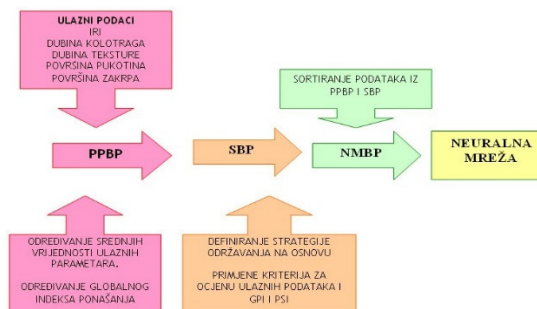 ULAZNI PODACI
IRI
DUBINA KOLOTRAGA
DUBINA TEKSTURE
POVRŠINA PUKOTINA
POVRŠINA ZAKRPA
SORTIRANJE PODATAKA IZ
PPBP I SBP
PPBP
SBP
NMBP
NEURALNA
MREŽA
ODREĐIVANJE SREDNJIH
VRIJEDNOSTI ULAZNIH
PARAMETARA.
ODREĐIVANJE GLOBALNOG
INDEKSA PONAŠANJA
DEFINIRANJE STRATEGIJE
ODRŽAVANJA NA OSNOVU
PRIMJENE KRITERIJA ZA
OCJENU ULAZNIH PODATAKA I
GPI I PSI